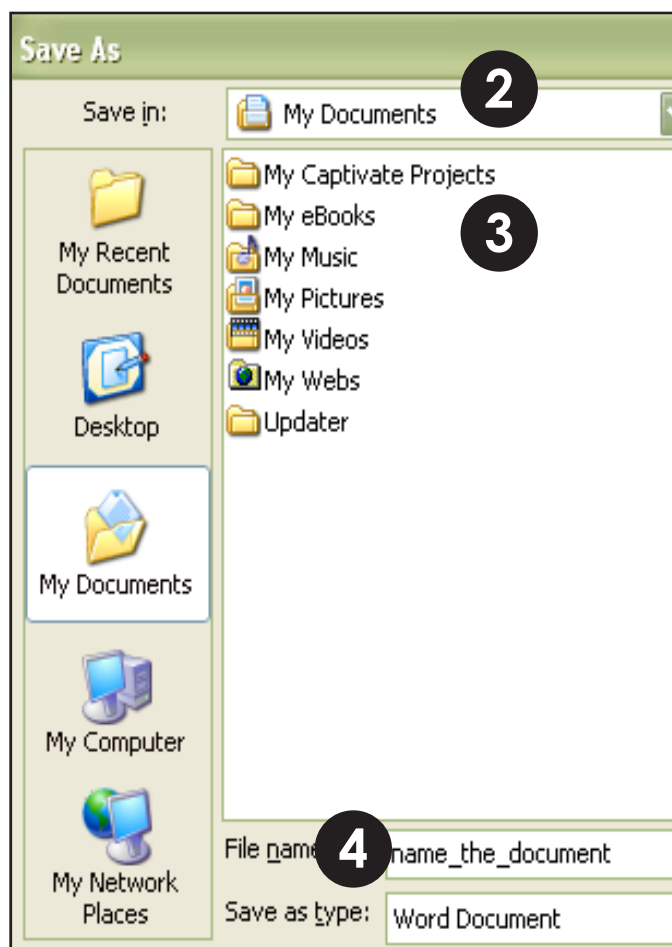 Save As
2
Save in:
My Documents
My Recent
Documents
Desktop
My Documents
My Computer
My Network
Places
My Captivate Projects
3
My eBooks
My Music
My Pictures
My Videos
My Webs
Updater
File name
4
name_the_document
Save as type:
Word Document